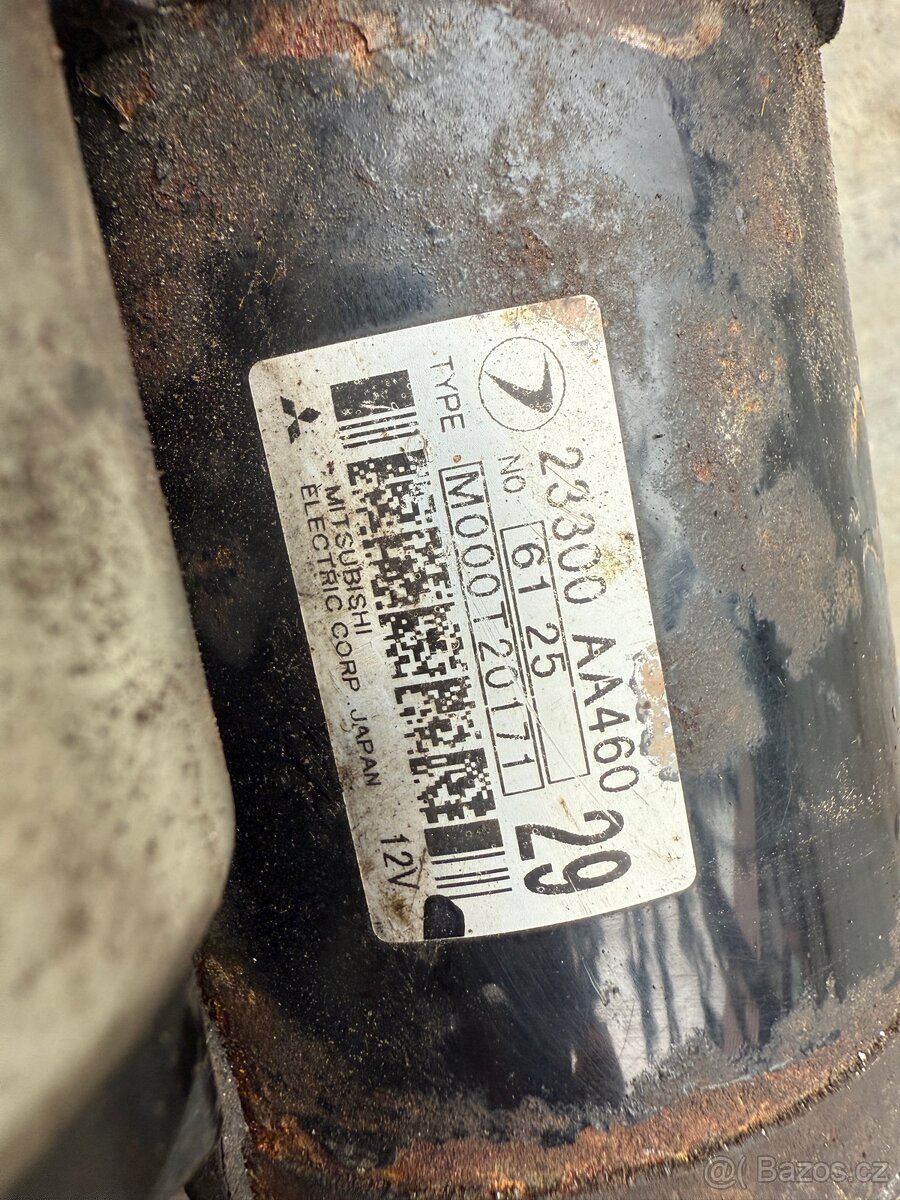 23300 AA460
29
NO 61 25
TYPE M000T20171
MITSUBISHI
ELECTRIC CORP. JAPAN
12V
@ Bazos.cz